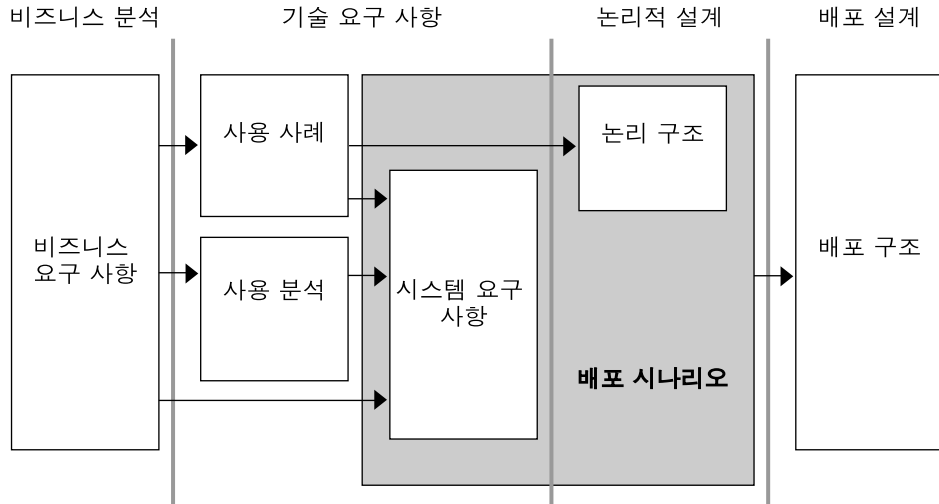 비즈니스 분석
기술 요구 사항
논리적 설계
배포 설계
비즈니스
요구 사항
사용 사례
사용 분석
시스템 요구
사항
논리 구조
배포 시나리오
배포 구조